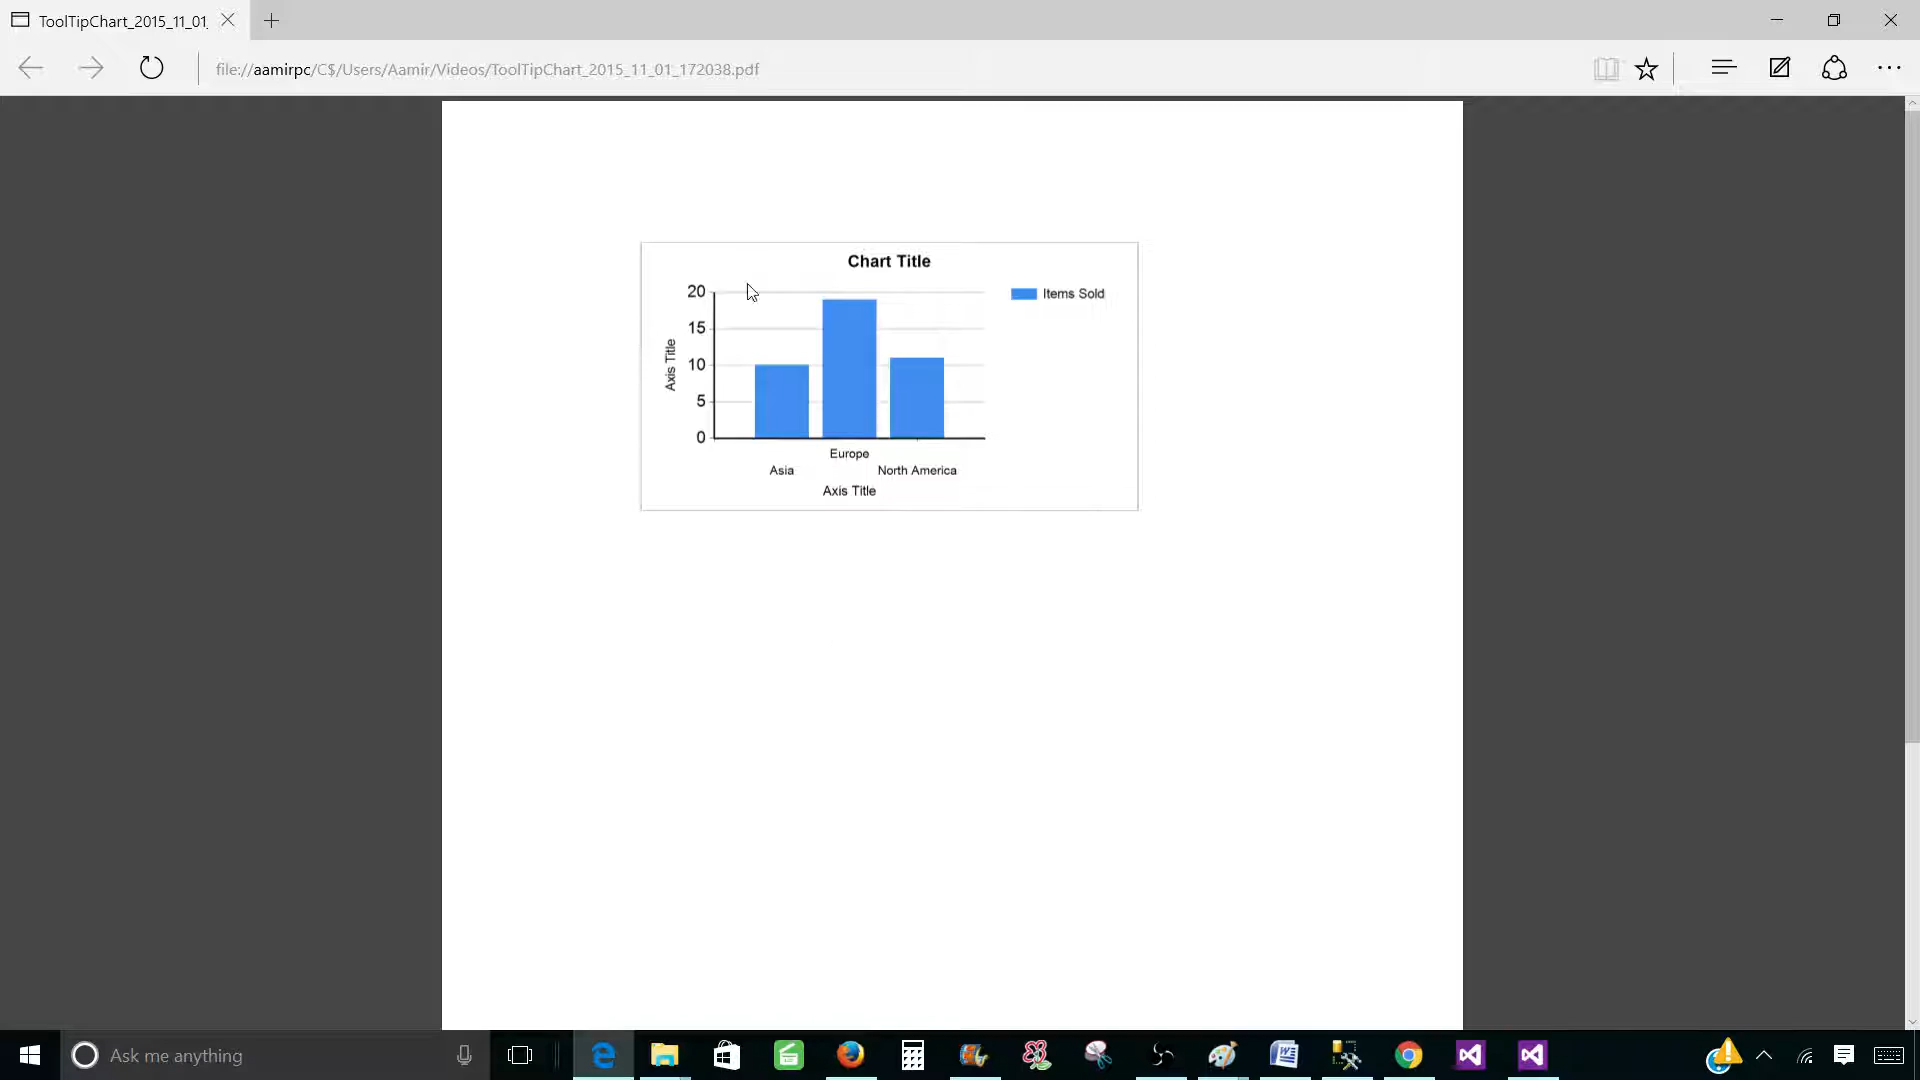 ToolTipChart_2015_11_01
file://aamirpc/C$/Users/Aamir/Videos/ToolTipChart_2015_11_01_172038.pdf
Chart Title
20
15
10
5
0
Axis Title
Items Sold
Europe
Asia North America
Axis Title
Ask me anything